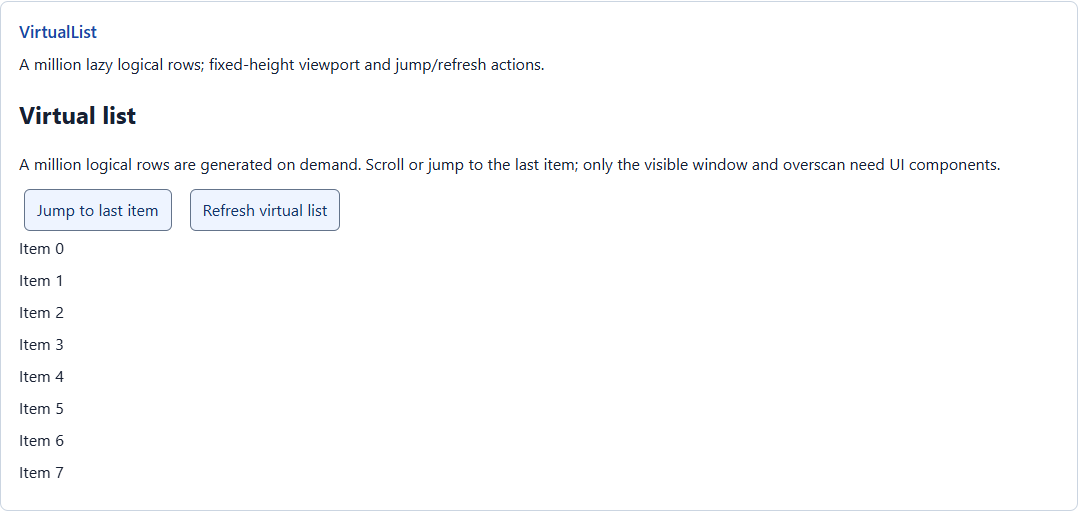 VirtualList
A million lazy logical rows; fixed-height viewport and jump/refresh actions.
Virtual list
A million logical rows are generated on demand. Scroll or jump to the last item; only the visible window and overscan need UI components.
Jump to last item
Refresh virtual list
Item 0
Item 1
Item 2
Item 3
Item 4
Item 5
Item 6
Item 7